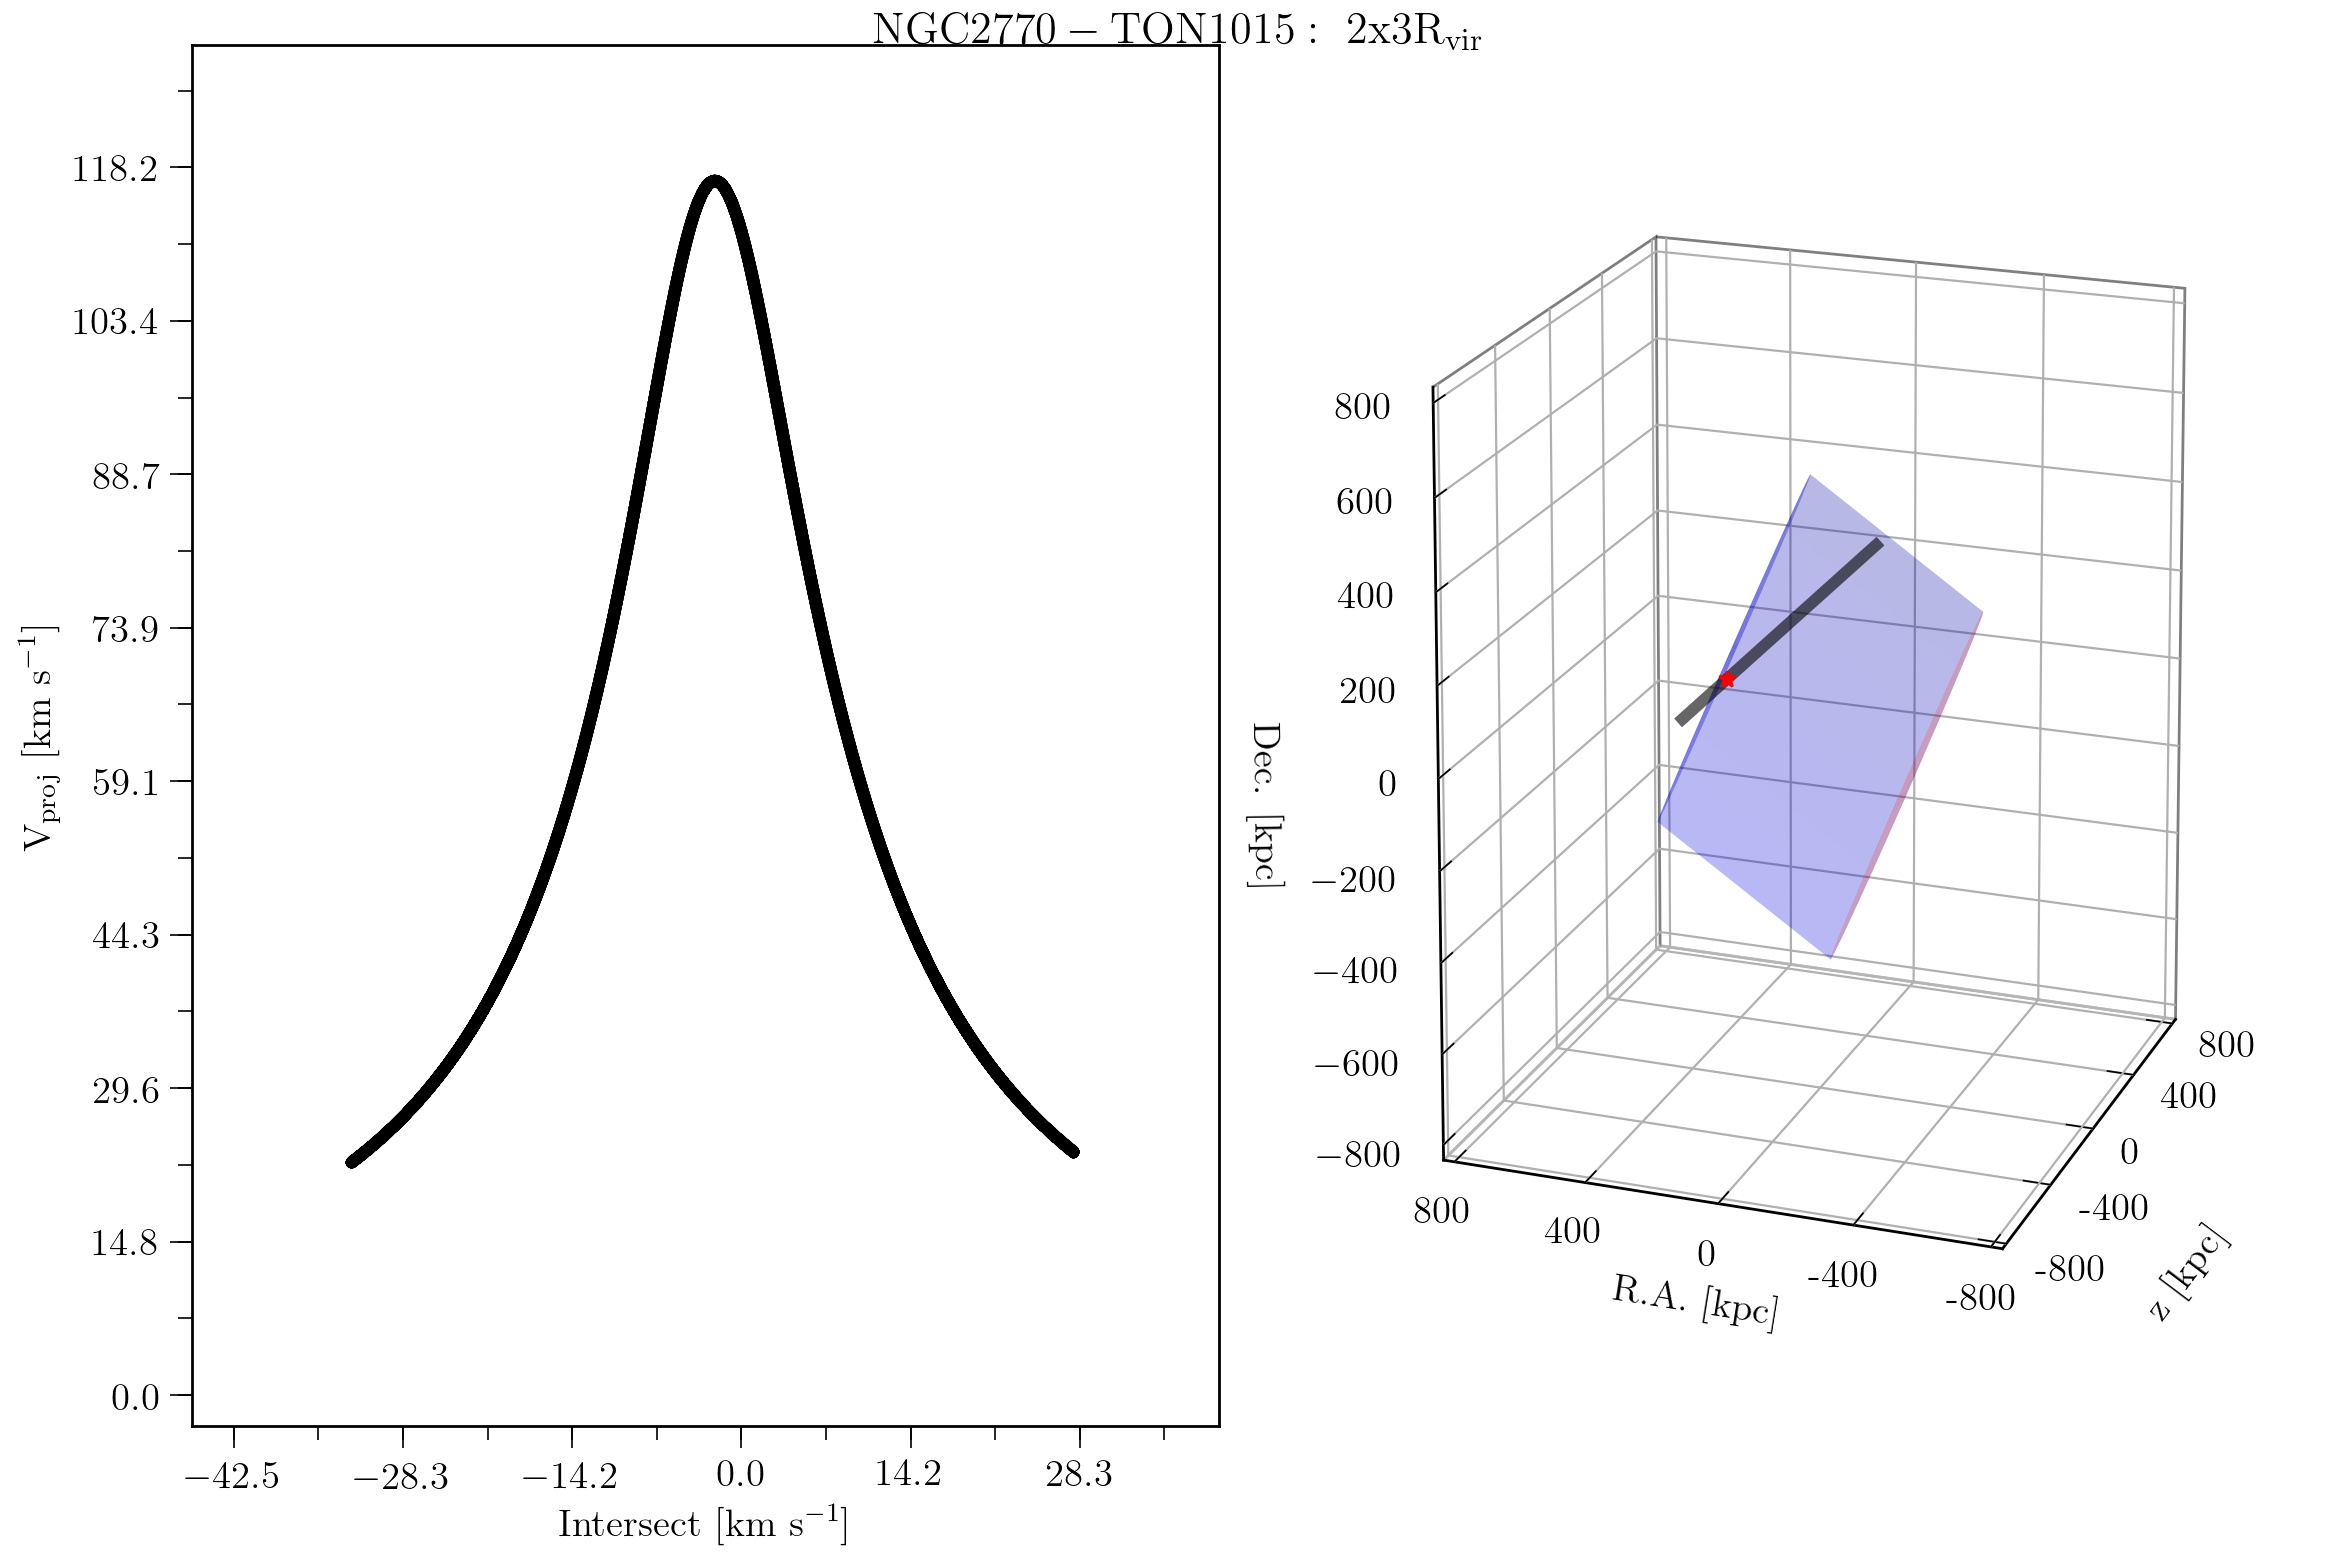 NGC2770 − TON1015 : 2x3R_vir
V_proj [km s⁻¹]
118.2
103.4
88.7
73.9
59.1
44.3
29.6
14.8
0.0
−42.5 −28.3 −14.2 0.0 14.2 28.3
Intersect [km s⁻¹]
Dec. [kpc]
800
600
400
200
0
−200
−400
−600
−800
800 400 0 -400 -800
R.A. [kpc]
-800 -400 0 400 800
z [kpc]